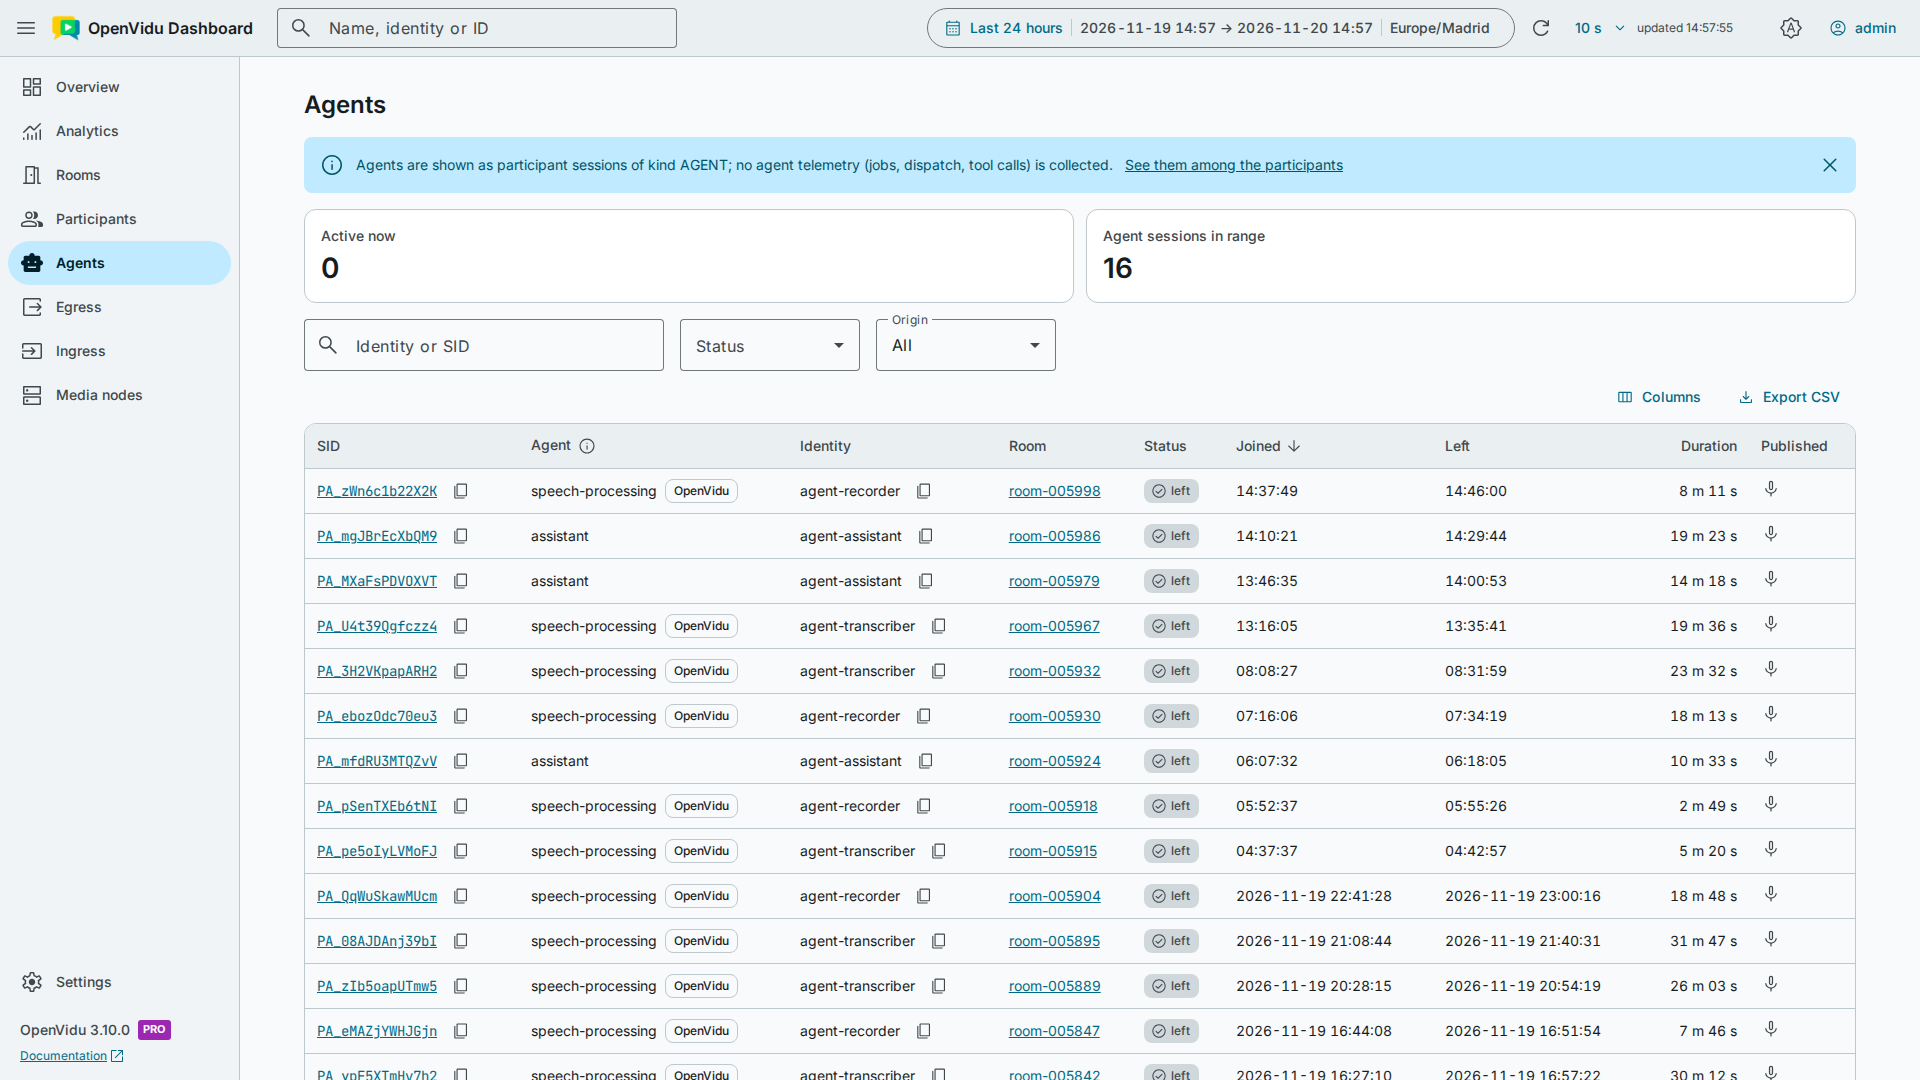 OpenVidu Dashboard
Name, identity or ID
Last 24 hours 2026-11-19 14:57 → 2026-11-20 14:57 Europe/Madrid
10 s updated 14:57:55
admin
Overview
Analytics
Rooms
Participants
Agents
Egress
Ingress
Media nodes
Settings
OpenVidu 3.10.0 PRO
Documentation
Agents
Agents are shown as participant sessions of kind AGENT; no agent telemetry (jobs, dispatch, tool calls) is collected. See them among the participants
Active now
0
Agent sessions in range
16
Identity or SID
Status
Origin
All
Columns
Export CSV
SID Agent Identity Room Status Joined Left Duration Published
PA_zWn6c1b22X2K speech-processing OpenVidu agent-recorder room-005998 left 14:37:49 14:46:00 8 m 11 s
PA_mgJBrEcXbQM9 assistant agent-assistant room-005986 left 14:10:21 14:29:44 19 m 23 s
PA_MXaFsPDVOXVT assistant agent-assistant room-005979 left 13:46:35 14:00:53 14 m 18 s
PA_U4t39Qgfczz4 speech-processing OpenVidu agent-transcriber room-005967 left 13:16:05 13:35:41 19 m 36 s
PA_3H2VKpapARH2 speech-processing OpenVidu agent-transcriber room-005932 left 08:08:27 08:31:59 23 m 32 s
PA_ebozOdc70eu3 speech-processing OpenVidu agent-recorder room-005930 left 07:16:06 07:34:19 18 m 13 s
PA_mfdRU3MTQZvV assistant agent-assistant room-005924 left 06:07:32 06:18:05 10 m 33 s
PA_pSenTXEb6tNI speech-processing OpenVidu agent-recorder room-005918 left 05:52:37 05:55:26 2 m 49 s
PA_pe5oIyLVMoFJ speech-processing OpenVidu agent-transcriber room-005915 left 04:37:37 04:42:57 5 m 20 s
PA_QqWuSkawMUcm speech-processing OpenVidu agent-recorder room-005904 left 2026-11-19 22:41:28 2026-11-19 23:00:16 18 m 48 s
PA_08AJDAnj39bI speech-processing OpenVidu agent-transcriber room-005895 left 2026-11-19 21:08:44 2026-11-19 21:40:31 31 m 47 s
PA_zIb5oapUTmw5 speech-processing OpenVidu agent-transcriber room-005889 left 2026-11-19 20:28:15 2026-11-19 20:54:19 26 m 03 s
PA_eMAZjYWHJGjn speech-processing OpenVidu agent-recorder room-005847 left 2026-11-19 16:44:08 2026-11-19 16:51:54 7 m 46 s
PA_vpF5XTmHv7h2 speech-processing OpenVidu agent-transcriber room-005842 left 2026-11-19 16:27:10 2026-11-19 16:57:22 30 m 12 s